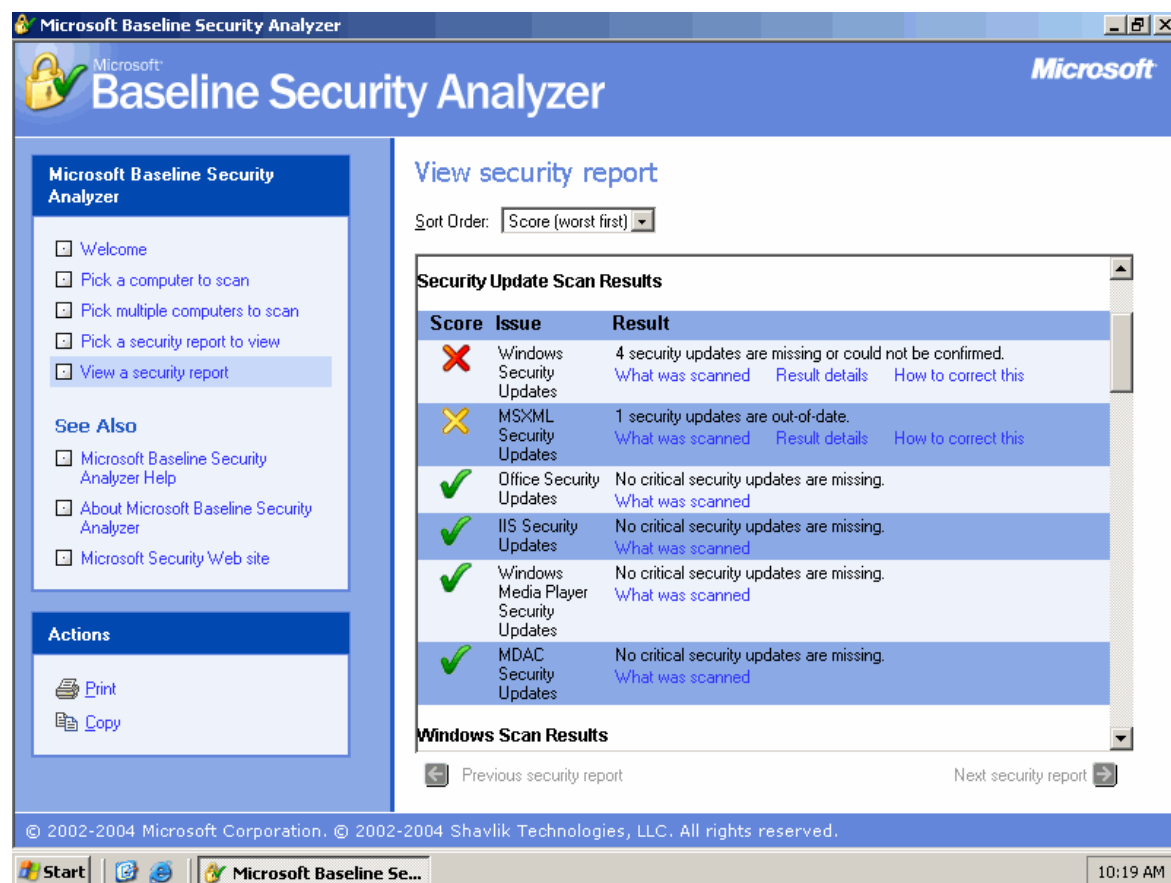 Microsoft Baseline Security Analyzer
Microsoft
Baseline Security Analyzer
Microsoft
Microsoft Baseline Security
Analyzer
Welcome
Pick a computer to scan
Pick multiple computers to scan
Pick a security report to view
View a security report
See Also
Microsoft Baseline Security
Analyzer Help
About Microsoft Baseline Security
Analyzer
Microsoft Security Web site
Actions
Print
Copy
View security report
Sort Order: Score (worst first)
Security Update Scan Results
Score Issue Result
Windows
Security
Updates
4 security updates are missing or could not be confirmed.
What was scanned Result details How to correct this
MSXML
Security
Updates
1 security updates are out-of-date.
What was scanned Result details How to correct this
Office Security
Updates
No critical security updates are missing.
What was scanned
IIS Security
Updates
No critical security updates are missing.
What was scanned
Windows
Media Player
Security
Updates
No critical security updates are missing.
What was scanned
MDAC
Security
Updates
No critical security updates are missing.
What was scanned
Windows Scan Results
Previous security report
Next security report
© 2002-2004 Microsoft Corporation. © 2002-2004 Shavlik Technologies, LLC. All rights reserved.
Start
Microsoft Baseline Se...
10:19 AM